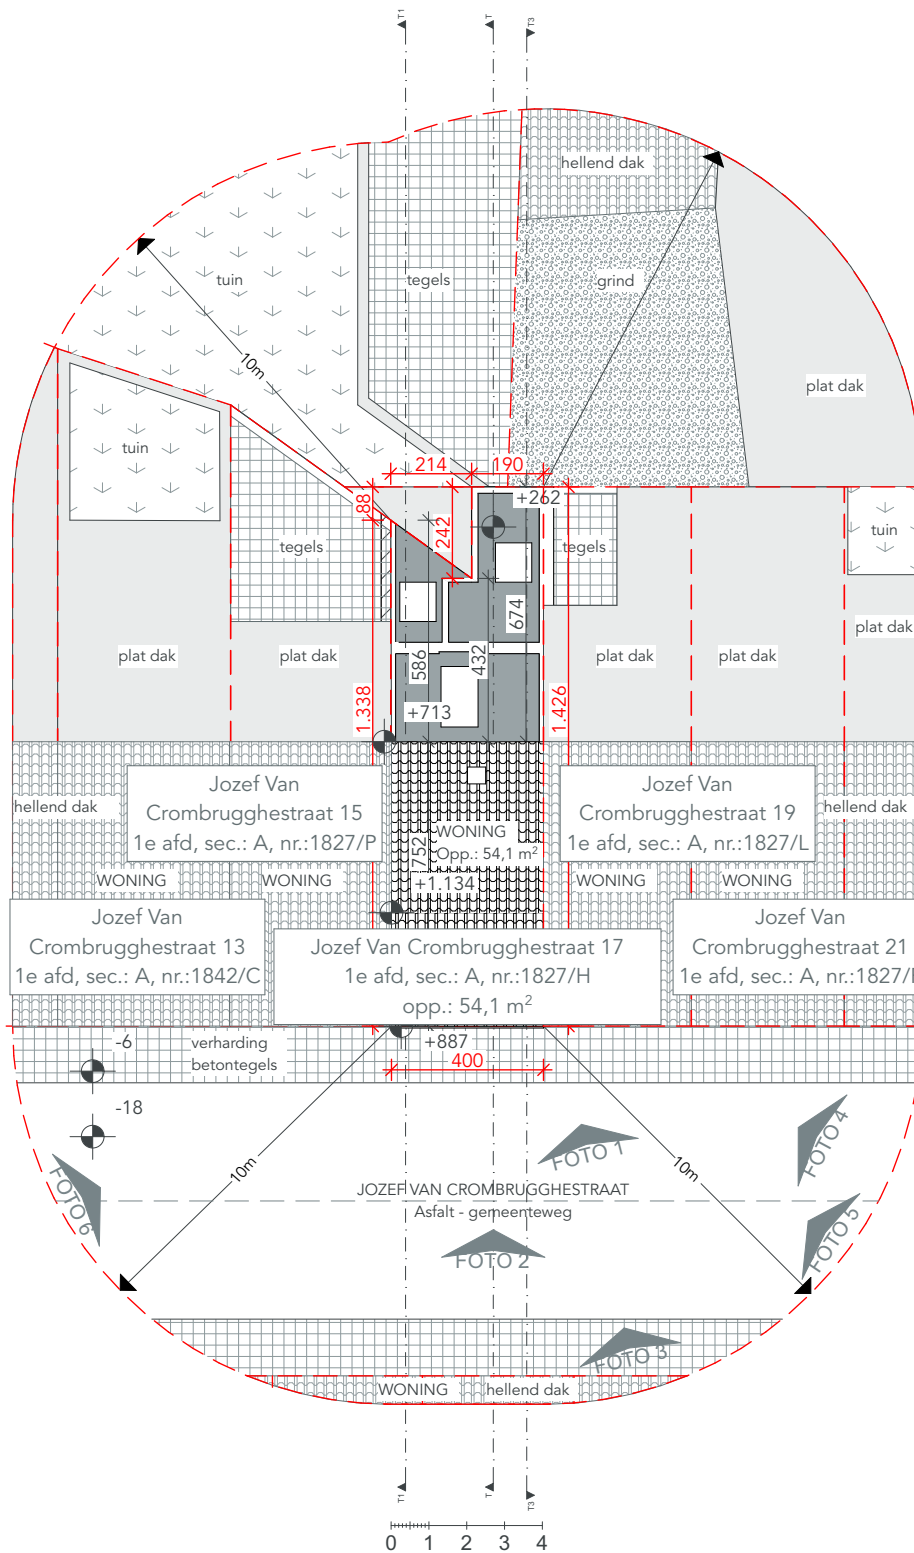 T1
T
T3
hellend dak
tuin
tegels
grind
10m
plat dak
tuin
214
190
88
+262
242
tegels
tegels
tuin
674
plat dak
plat dak
plat dak
plat dak
plat dak
586
432
1.338
+713
1.426
Jozef Van
Crombrugghestraat 15
1e afd, sec.: A, nr.:1827/P
Jozef Van
Crombrugghestraat 19
1e afd, sec.: A, nr.:1827/L
hellend dak
hellend dak
WONING
Opp.: 54,1 m²
752
+1.134
WONING
WONING
WONING
WONING
Jozef Van
Crombrugghestraat 13
1e afd, sec.: A, nr.:1842/C
Jozef Van Crombrugghestraat 17
1e afd, sec.: A, nr.:1827/H
opp.: 54,1 m²
Jozef Van
Crombrugghestraat 21
1e afd, sec.: A, nr.:1827/
-6
verharding
betontegels
+887
400
-18
10m
10m
FOTO 1
FOTO 4
FOTO 6
JOZEF VAN CROMBRUGGHESTRAAT
Asfalt - gemeenteweg
FOTO 5
FOTO 2
FOTO 3
WONING
hellend dak
T1
T
T3
0 1 2 3 4